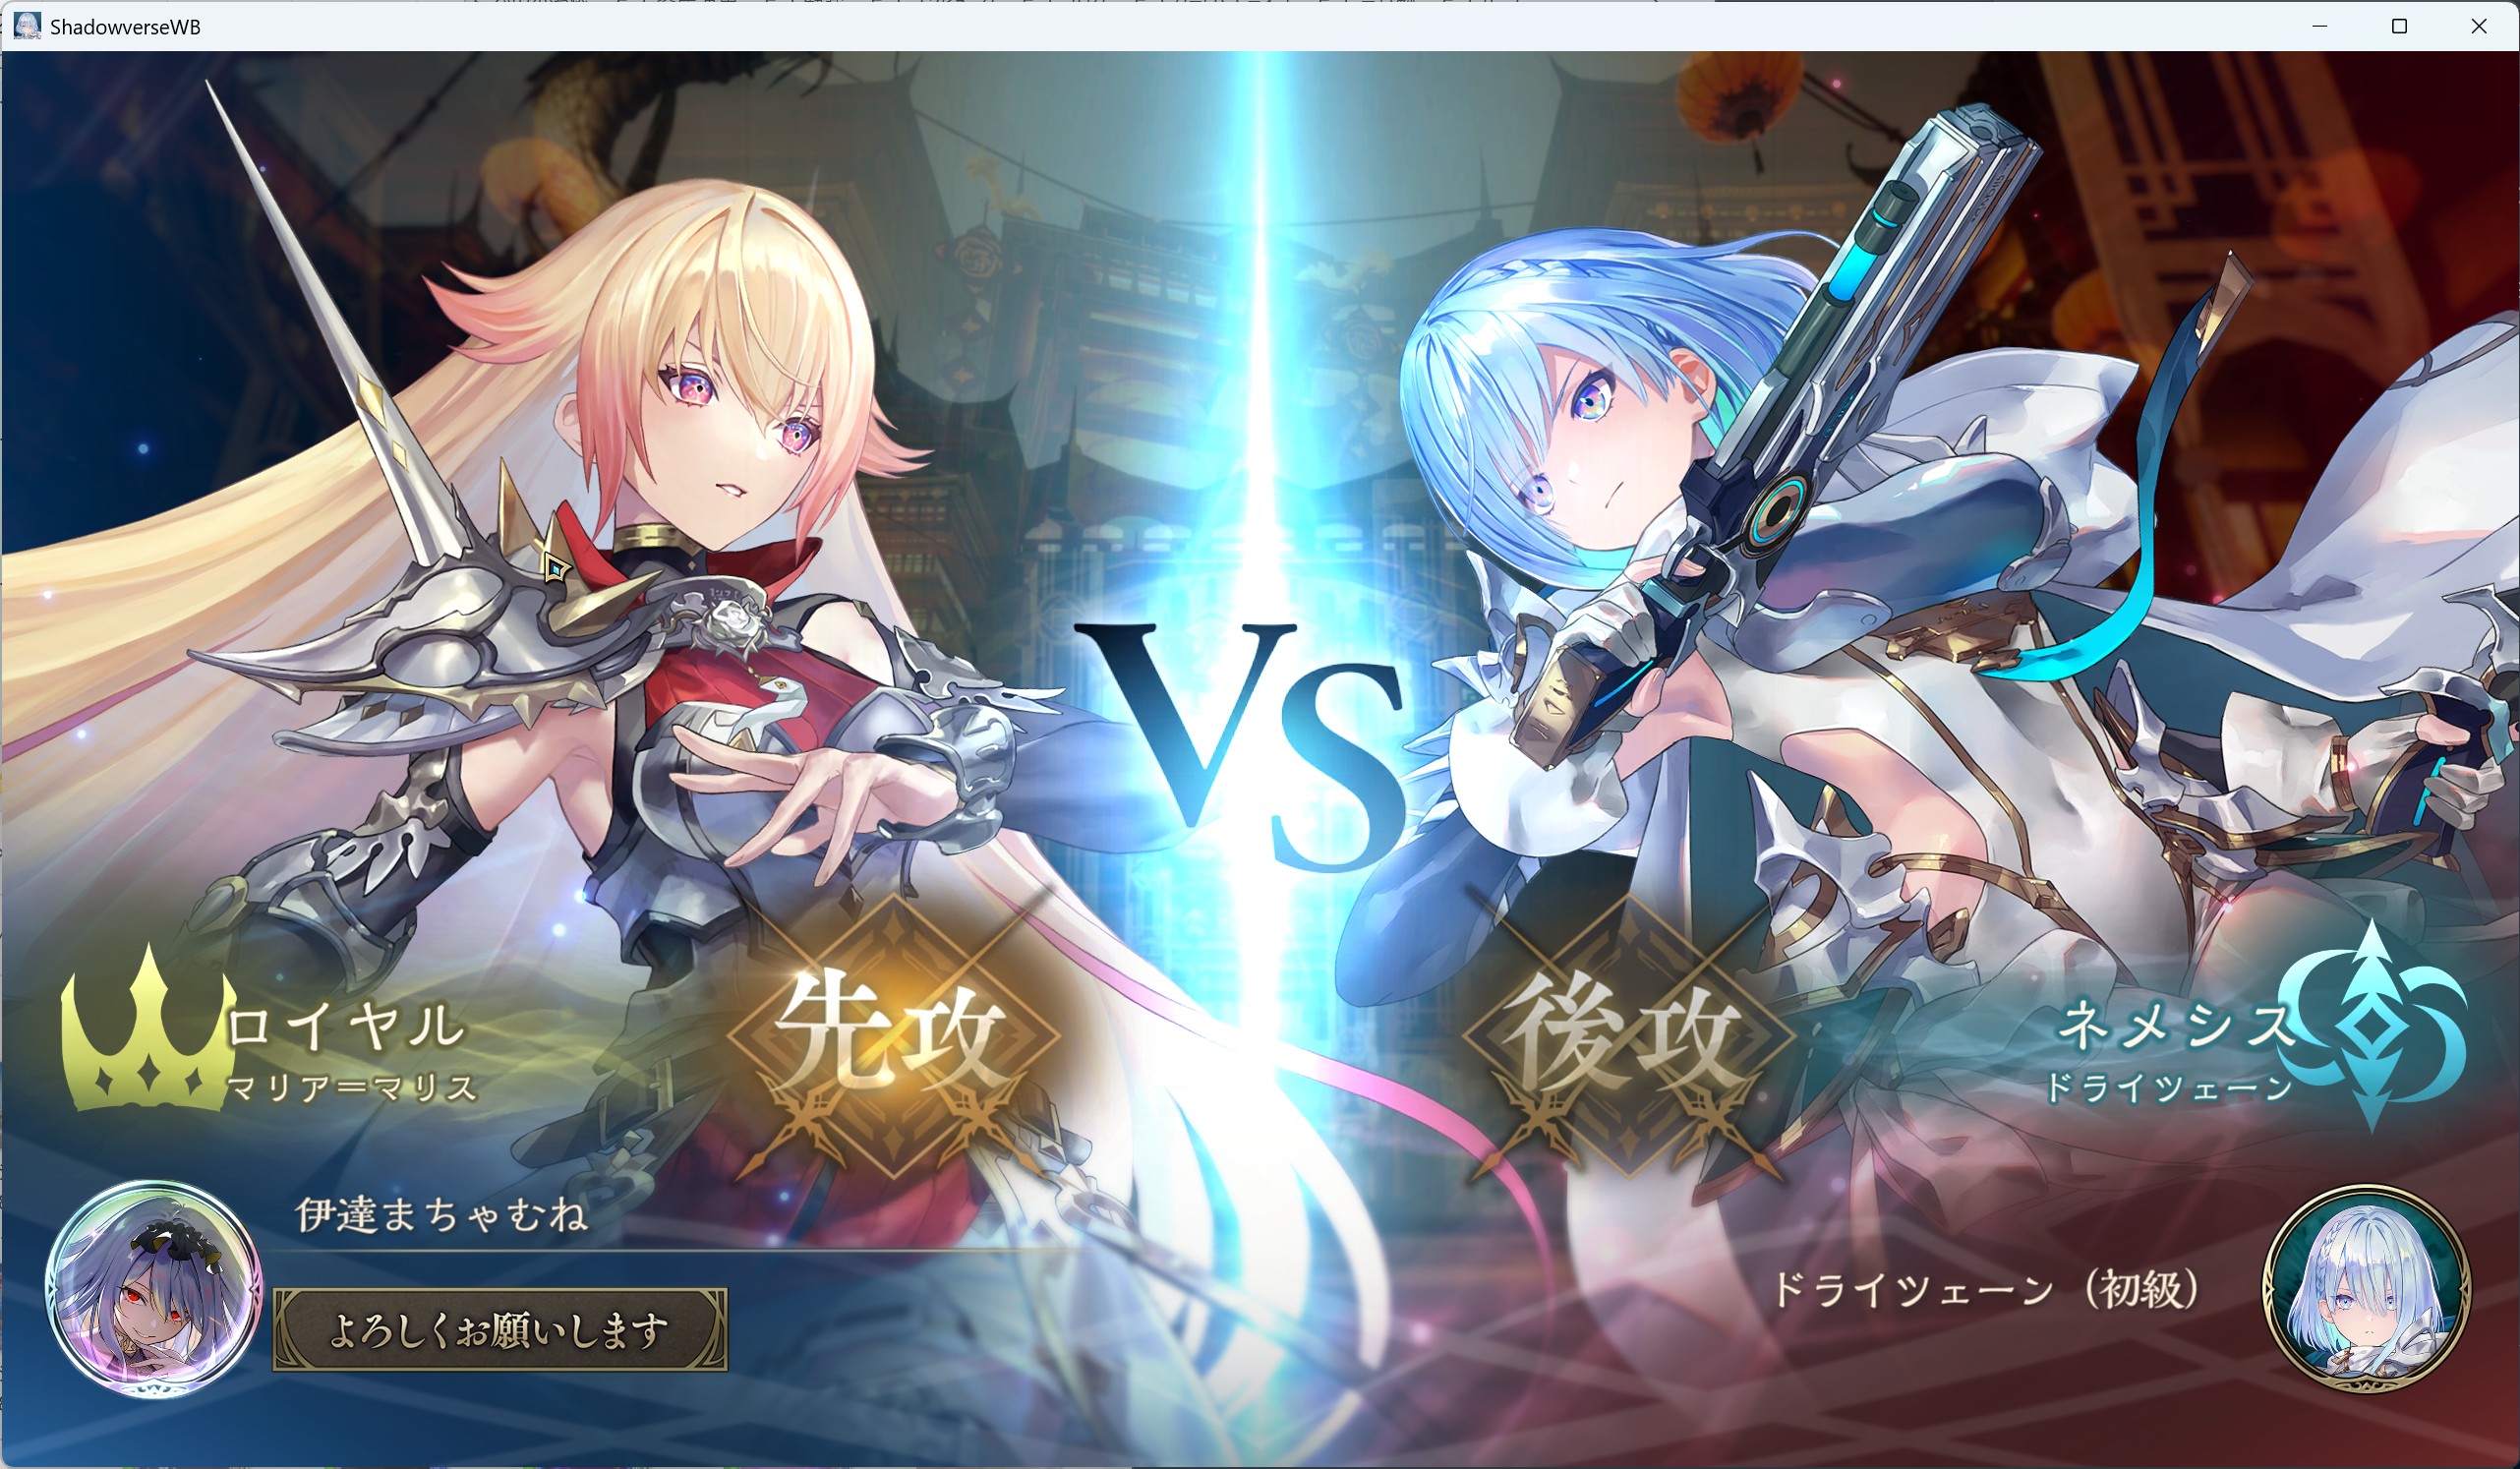 ShadowverseWB
VS
ロイヤル
マリア＝マリス
先攻
後攻
ネメシス
ドライツェーン
伊達まちゃむね
よろしくお願いします
ドライツェーン（初級）